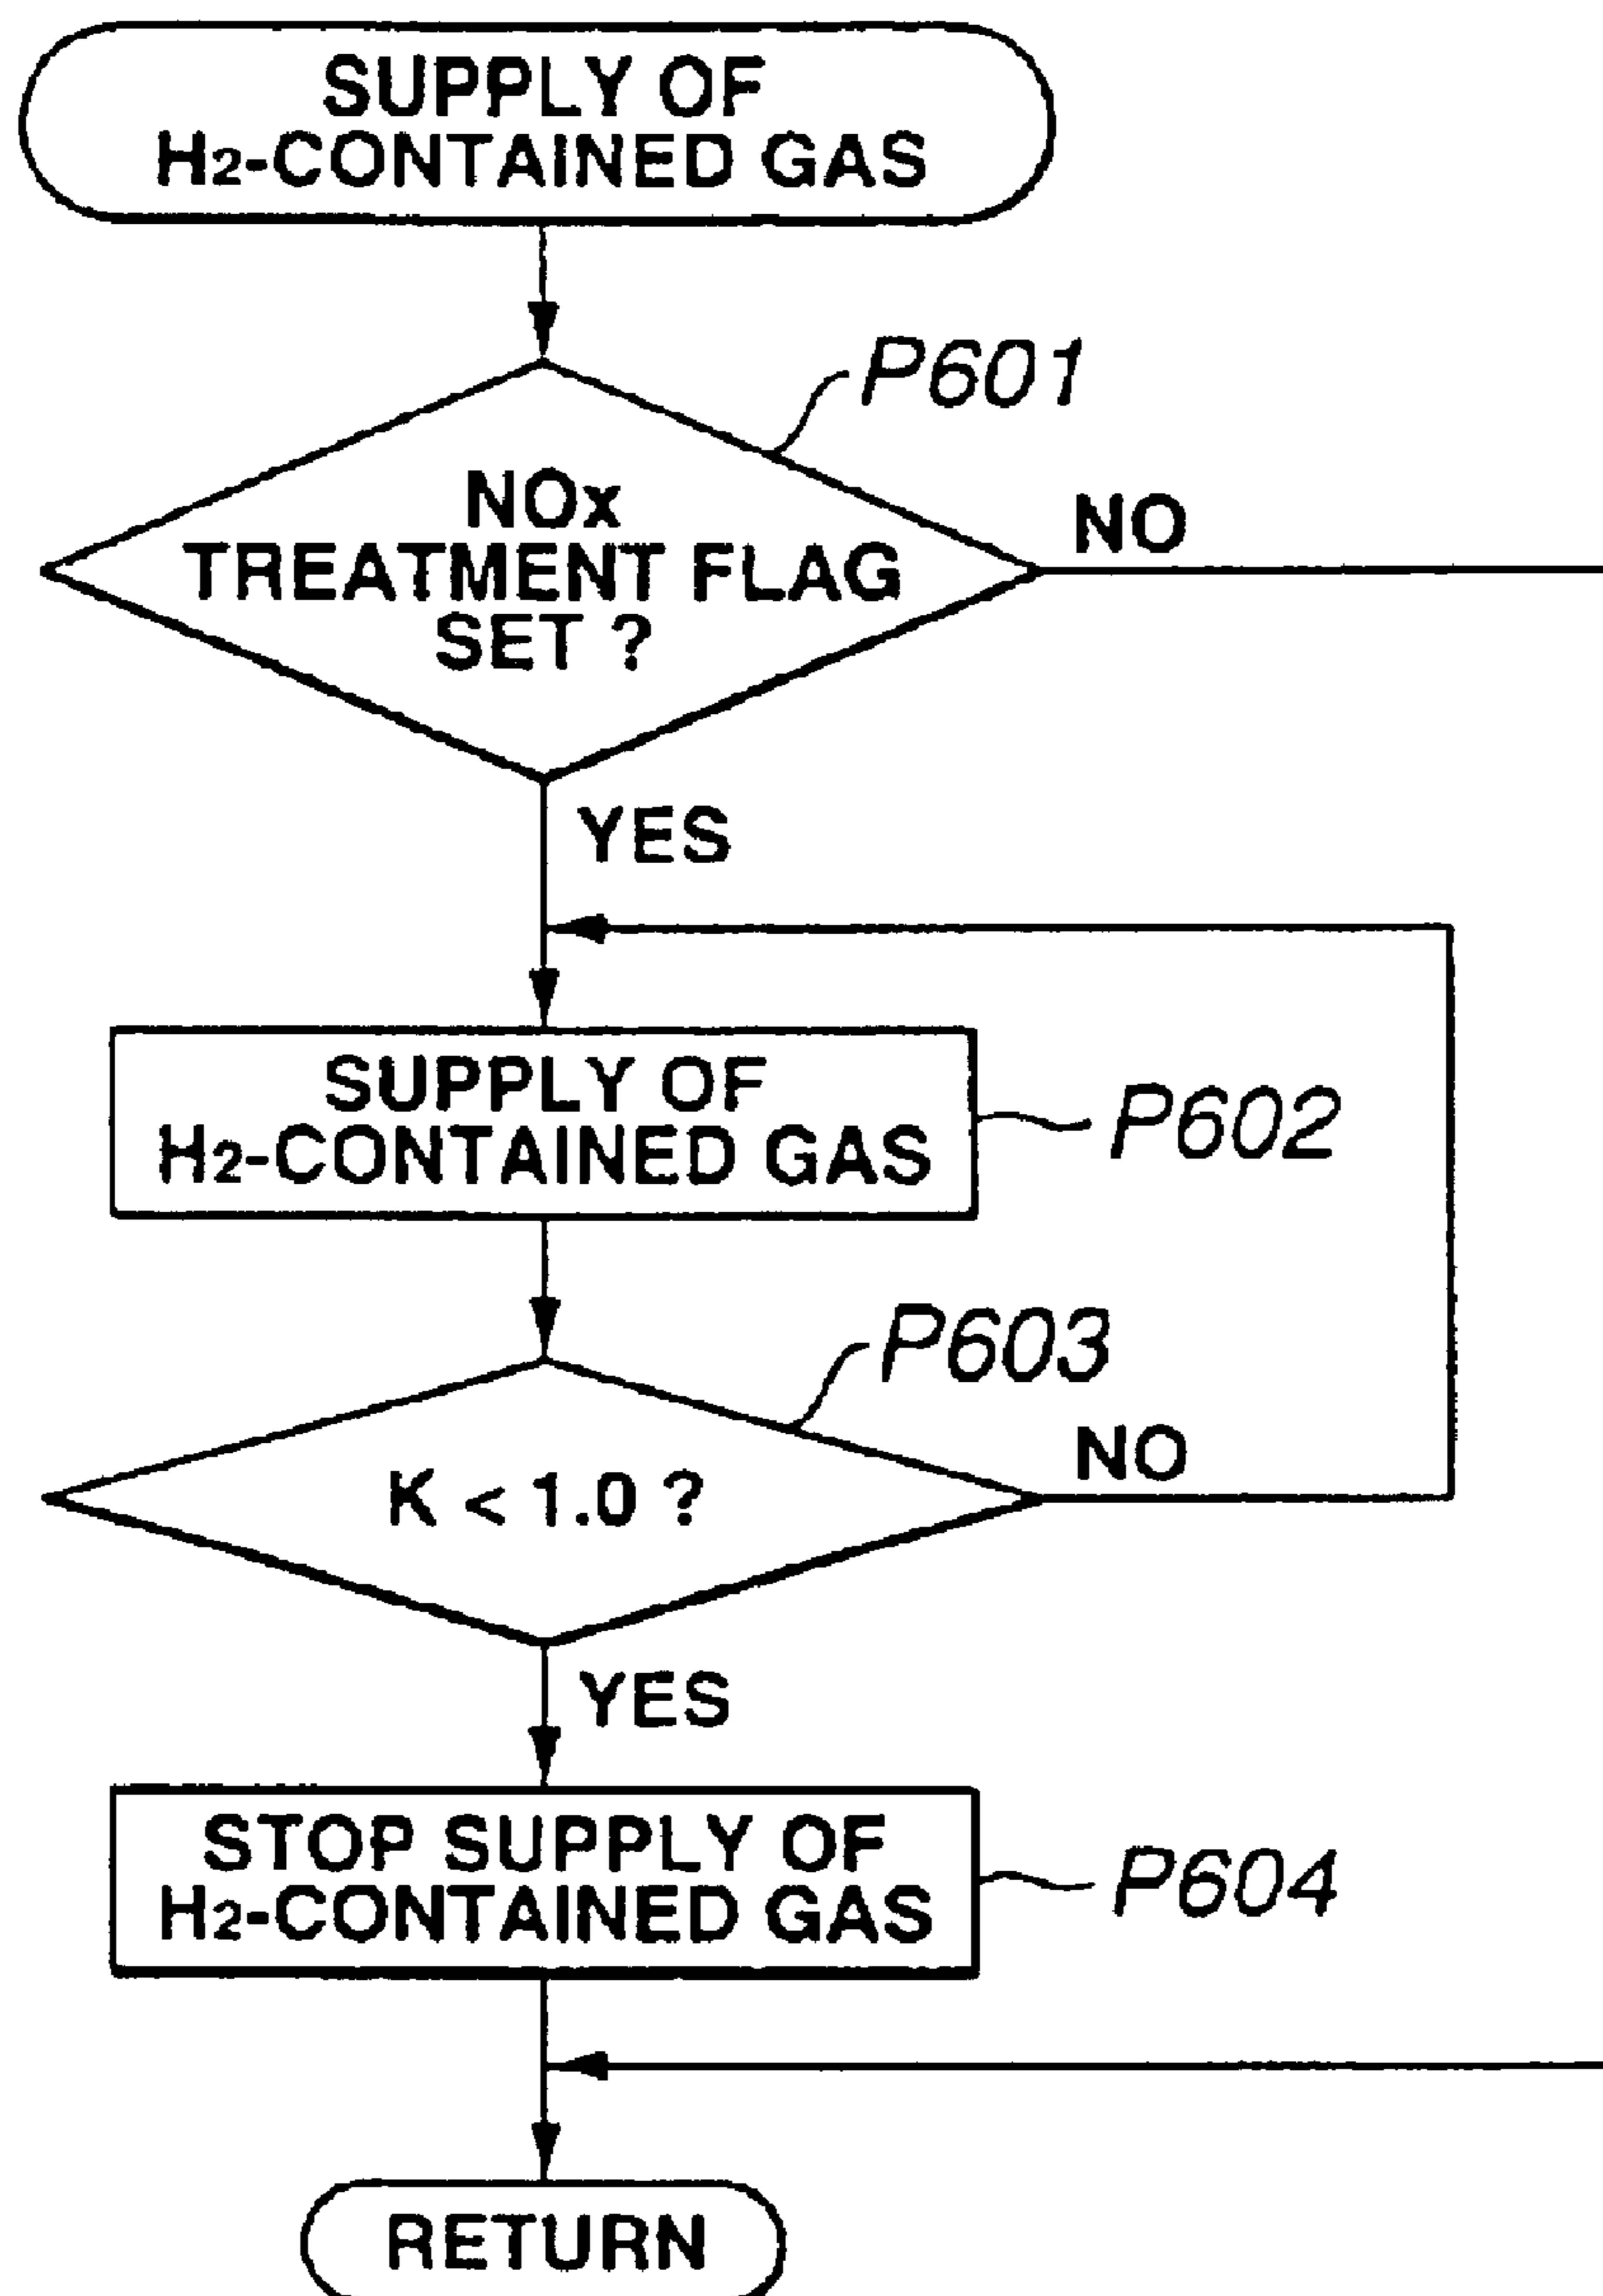 SUPPLY OF
H2-CONTAINED GAS
P601
NOx
TREATMENT FLAG
SET ?
NO
YES
SUPPLY OF
H2-CONTAINED GAS
P602
P603
K < 1.0 ?
NO
YES
STOP SUPPLY OF
H2-CONTAINED GAS
P604
RETURN